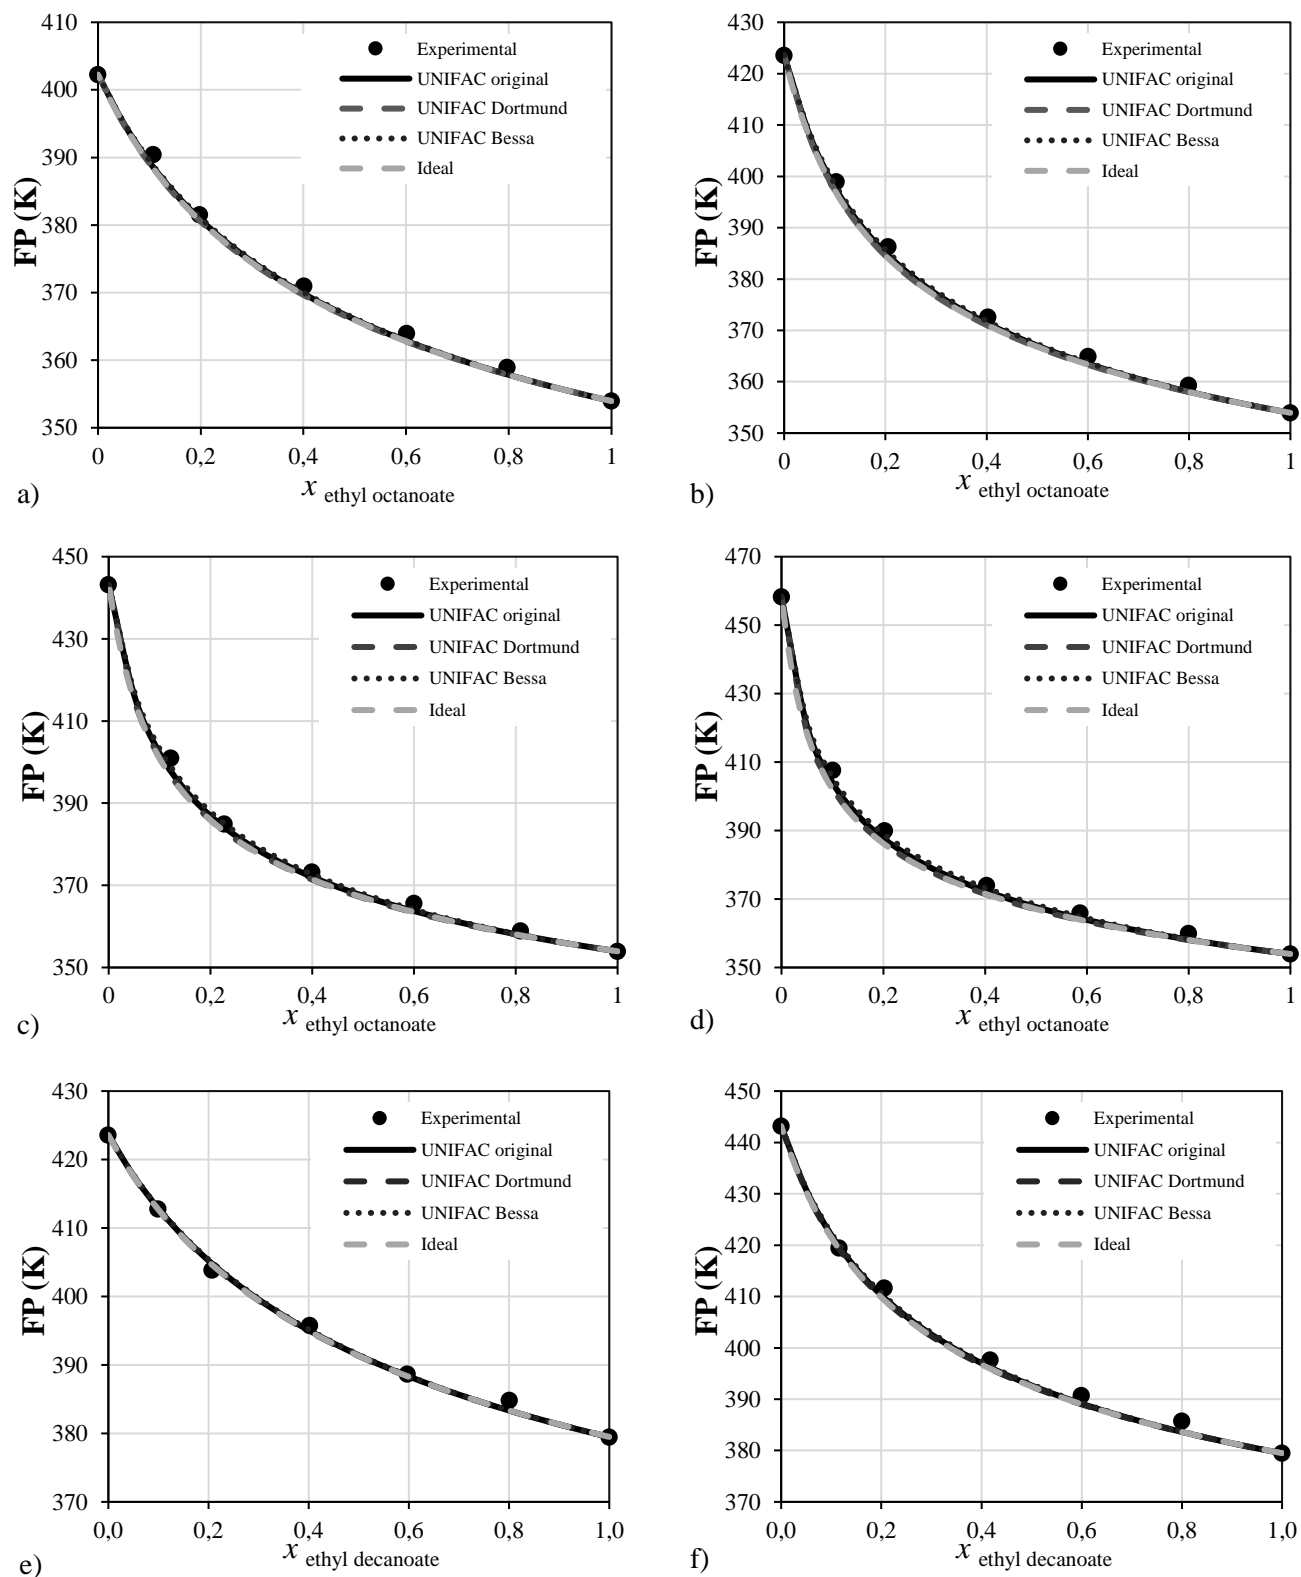 410
400
390
380
370
360
350
FP (K)
Experimental
UNIFAC original
UNIFAC Dortmund
UNIFAC Bessa
Ideal
0 0,2 0,4 0,6 0,8 1
x ethyl octanoate
a)
430
420
410
400
390
380
370
360
350
FP (K)
Experimental
UNIFAC original
UNIFAC Dortmund
UNIFAC Bessa
Ideal
0 0,2 0,4 0,6 0,8 1
x ethyl octanoate
b)
450
430
410
390
370
350
FP (K)
Experimental
UNIFAC original
UNIFAC Dortmund
UNIFAC Bessa
Ideal
0 0,2 0,4 0,6 0,8 1
x ethyl octanoate
c)
470
450
430
410
390
370
350
FP (K)
Experimental
UNIFAC original
UNIFAC Dortmund
UNIFAC Bessa
Ideal
0 0,2 0,4 0,6 0,8 1
x ethyl octanoate
d)
430
420
410
400
390
380
370
FP (K)
Experimental
UNIFAC original
UNIFAC Dortmund
UNIFAC Bessa
Ideal
0,0 0,2 0,4 0,6 0,8 1,0
x ethyl decanoate
e)
450
440
430
420
410
400
390
380
370
FP (K)
Experimental
UNIFAC original
UNIFAC Dortmund
UNIFAC Bessa
Ideal
0,0 0,2 0,4 0,6 0,8 1,0
x ethyl decanoate
f)